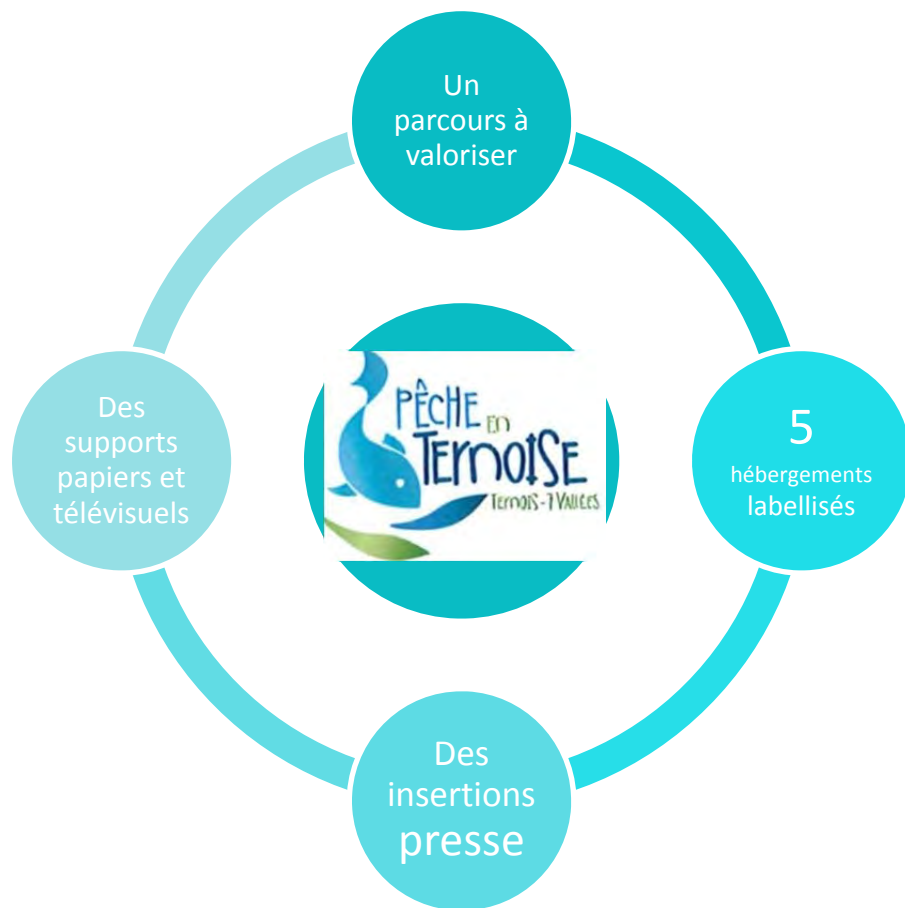 Un
parcours à
valoriser
Des
supports
papiers et
télévisuels
PÊCHE EN
TERNOISE
TERNOIS-7 VALLÉES
5
hébergements
labellisés
Des
insertions
presse